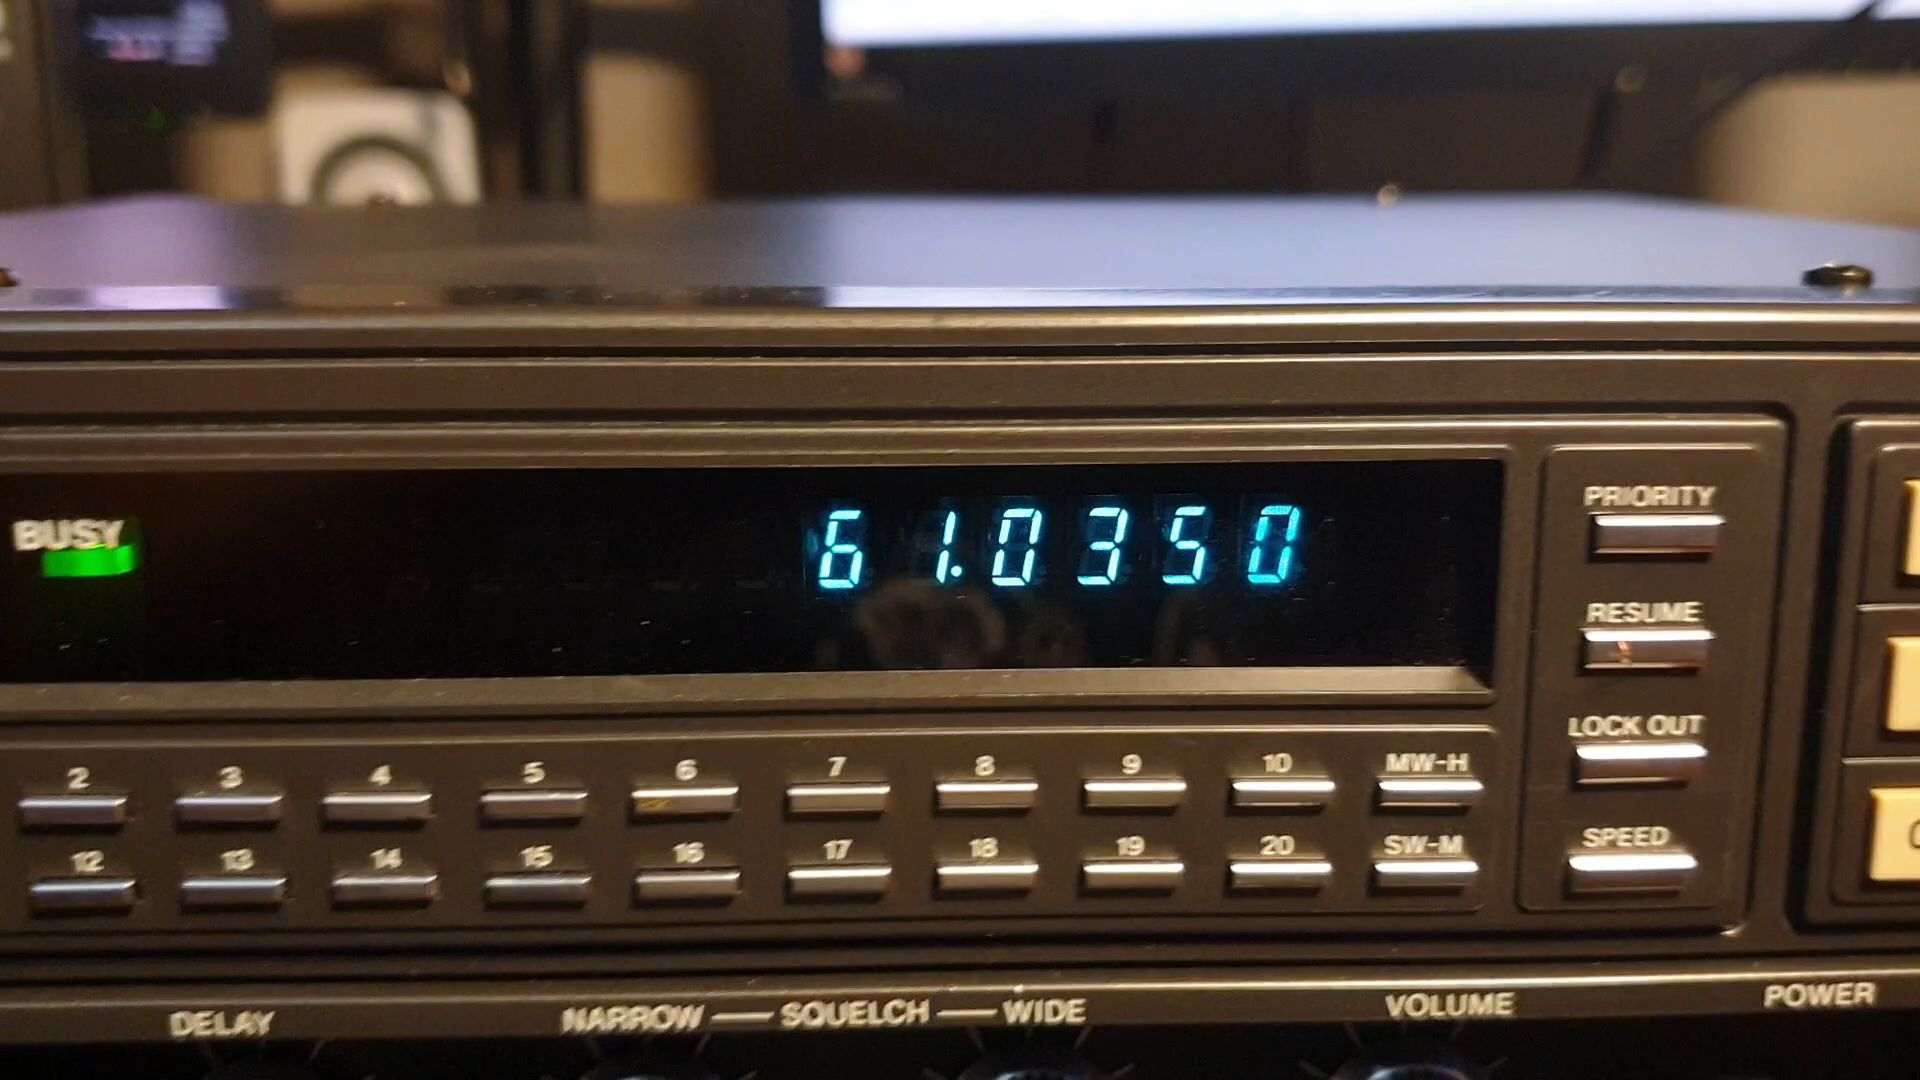 BUSY
61.0350
PRIORITY
RESUME
LOCK OUT
SPEED
2 3 4 5 6 7 8 9 10 MW-H
12 13 14 15 16 17 18 19 20 SW-M
DELAY NARROW SQUELCH WIDE VOLUME POWER